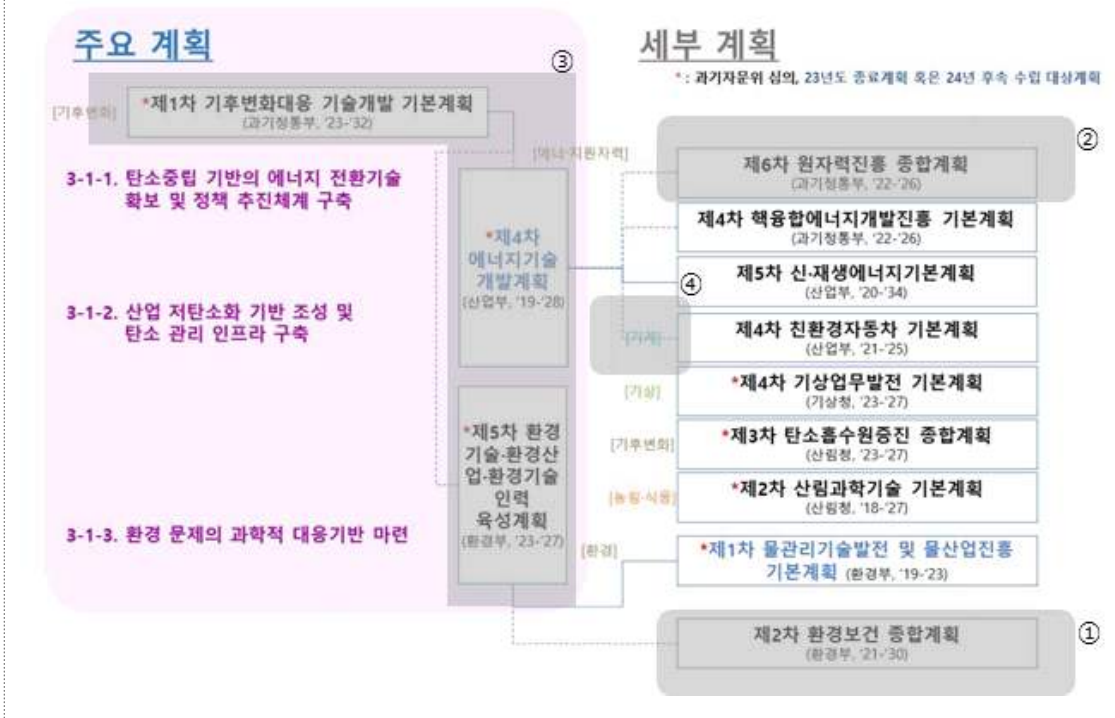 주요 계획
③
[기후변화]
*제1차 기후변화대응 기술개발 기본계획
(과기정통부, '23-'32)
3-1-1. 탄소중립 기반의 에너지 전환기술
확보 및 정책 추진체계 구축
3-1-2. 산업 저탄소화 기반 조성 및
탄소 관리 인프라 구축
3-1-3. 환경 문제의 과학적 대응기반 마련
*제4차
에너지기술
개발계획
(산업부, '19-'28)
*제5차 환경
기술·환경산
업·환경기술
인력
육성계획
(환경부, '23-'27)
세부 계획
* : 과기자문위 심의, 23년도 종료계획 혹은 24년 후속 수립 대상계획
②
[에너지·자원자력]
제6차 원자력진흥 종합계획
(과기정통부, '22-'26)
제4차 핵융합에너지개발진흥 기본계획
(과기정통부, '22-'26)
제5차 신·재생에너지기본계획
(산업부, '20-'34)
④
[기계]
제4차 친환경자동차 기본계획
(산업부, '21-'25)
[기상]
*제4차 기상업무발전 기본계획
(기상청, '23-'27)
[기후변화]
*제3차 탄소흡수원증진 종합계획
(산림청, '23-'27)
[농림·식품]
*제2차 산림과학기술 기본계획
(산림청, '18-'27)
[환경]
*제1차 물관리기술발전 및 물산업진흥
기본계획 (환경부, '19-'23)
①
제2차 환경보건 종합계획
(환경부, '21-'30)